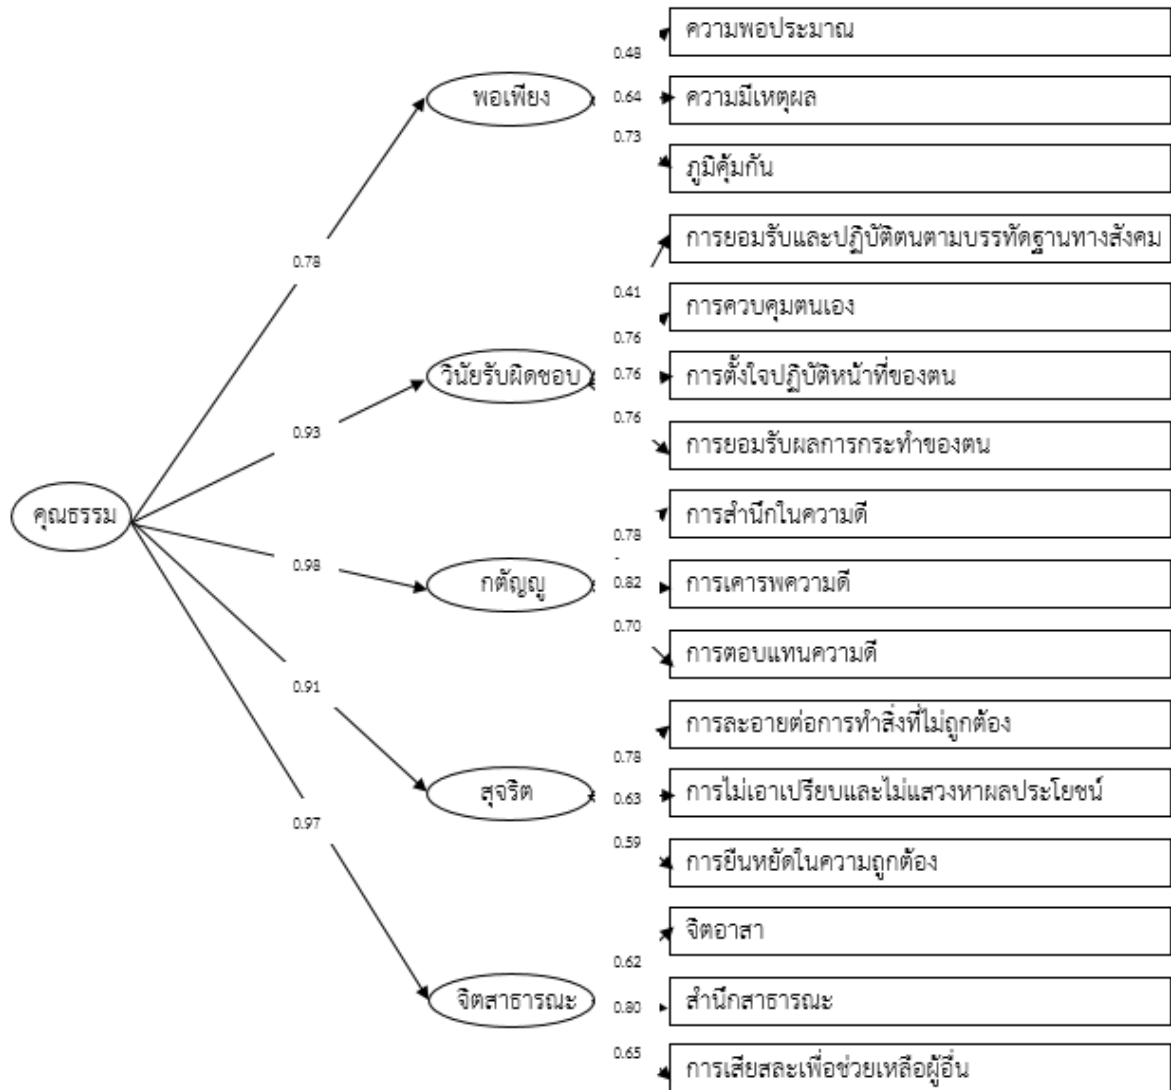 ความพอประมาณ
0.48
พอเพียง
0.64
ความมีเหตุผล
0.73
ภูมิคุ้มกัน
0.78
การยอมรับและปฏิบัติตนตามบรรทัดฐานทางสังคม
0.41
การควบคุมตนเอง
0.76
วินัยรับผิดชอบ
0.76
การตั้งใจปฏิบัติหน้าที่ของตน
0.76
0.93
การยอมรับผลการกระทำของตน
คุณธรรม
การสำนึกในความดี
0.78
0.98
กตัญญู
0.82
การเคารพความดี
0.70
การตอบแทนความดี
0.91
การละอายต่อการทำสิ่งที่ไม่ถูกต้อง
0.78
สุจริต
0.63
การไม่เอาเปรียบและไม่แสวงหาผลประโยชน์
0.97
0.59
การยืนหยัดในความถูกต้อง
จิตอาสา
0.62
จิตสาธารณะ
0.80
สำนึกสาธารณะ
0.65
การเสียสละเพื่อช่วยเหลือผู้อื่น